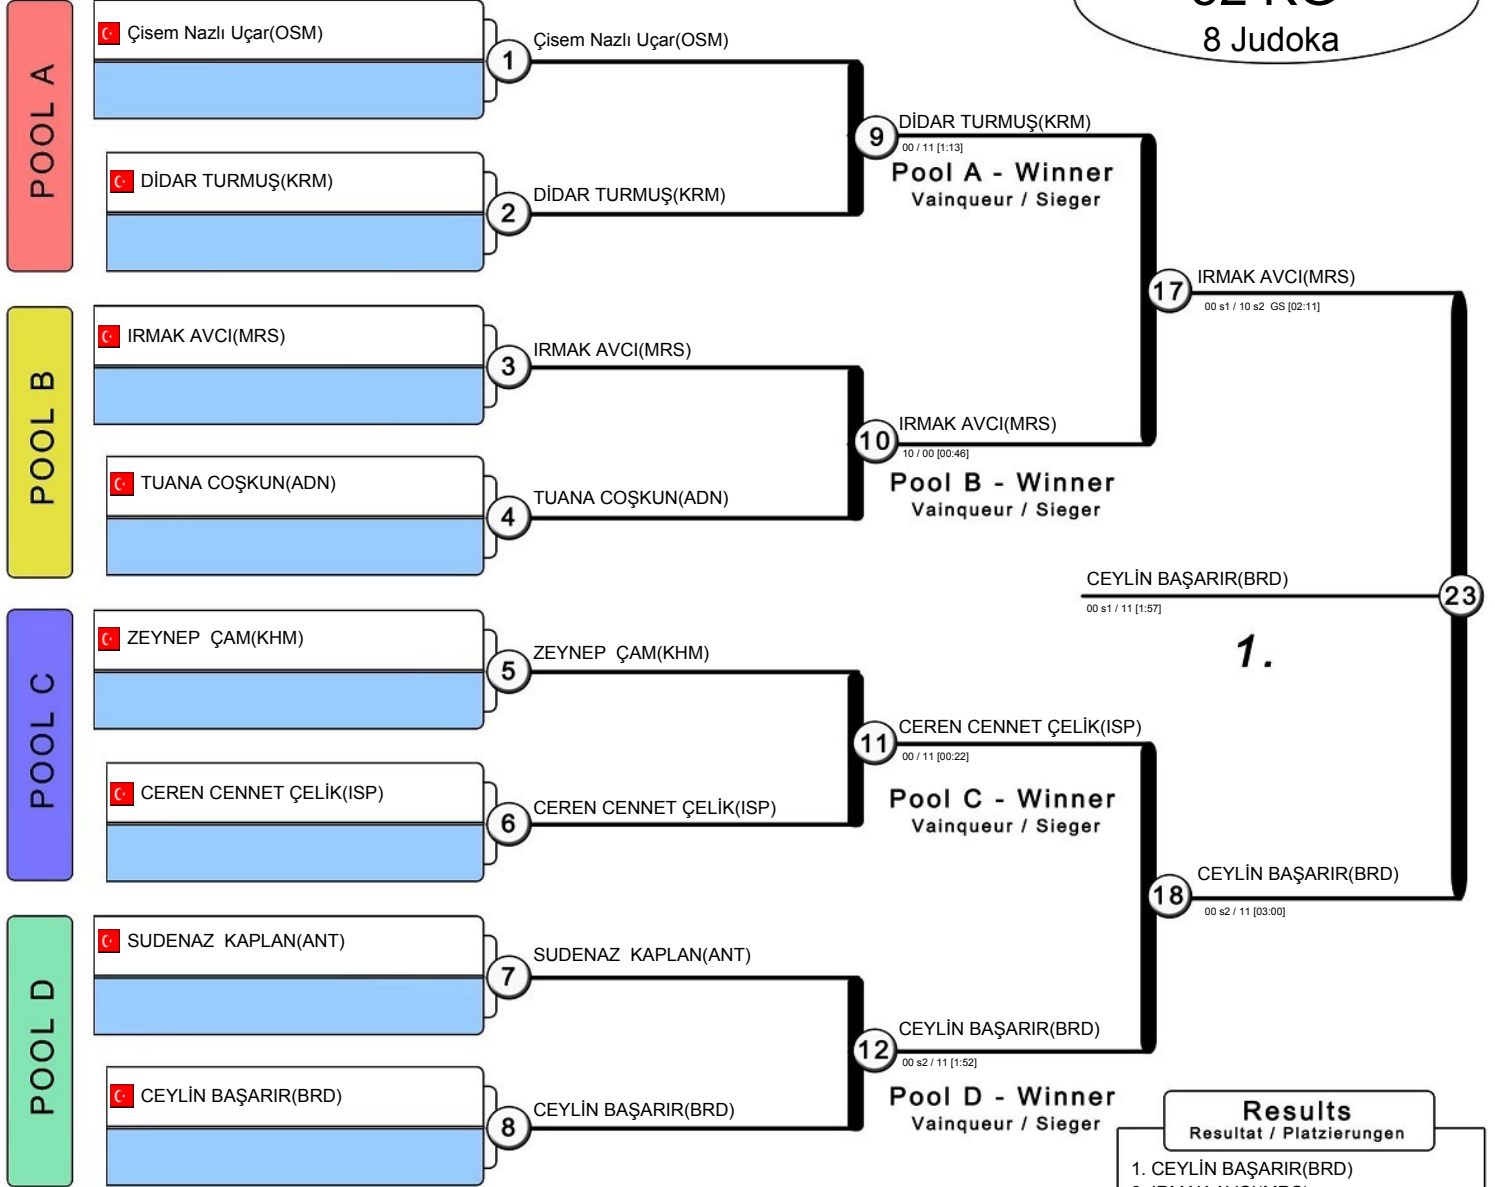 8 Judoka
POOL A
Çisem Nazlı Uçar(OSM)
1
Çisem Nazlı Uçar(OSM)
DİDAR TURMUŞ(KRM)
2
DİDAR TURMUŞ(KRM)
9
DİDAR TURMUŞ(KRM)
00 / 11 [1:13]
Pool A - Winner
Vainqueur / Sieger
POOL B
IRMAK AVCI(MRS)
3
IRMAK AVCI(MRS)
TUANA COŞKUN(ADN)
4
TUANA COŞKUN(ADN)
10
IRMAK AVCI(MRS)
10 / 00 [00:46]
Pool B - Winner
Vainqueur / Sieger
17
IRMAK AVCI(MRS)
00 s1 / 10 s2 GS [02:11]
POOL C
ZEYNEP ÇAM(KHM)
5
ZEYNEP ÇAM(KHM)
CEREN CENNET ÇELİK(ISP)
6
CEREN CENNET ÇELİK(ISP)
11
CEREN CENNET ÇELİK(ISP)
00 / 11 [00:22]
Pool C - Winner
Vainqueur / Sieger
POOL D
SUDENAZ KAPLAN(ANT)
7
SUDENAZ KAPLAN(ANT)
CEYLİN BAŞARIR(BRD)
8
CEYLİN BAŞARIR(BRD)
12
CEYLİN BAŞARIR(BRD)
00 s2 / 11 [1:52]
Pool D - Winner
Vainqueur / Sieger
18
CEYLİN BAŞARIR(BRD)
00 s2 / 11 [03:00]
CEYLİN BAŞARIR(BRD)
23
00 s1 / 11 [1:57]
1.
Results
Resultat / Platzierungen
1. CEYLİN BAŞARIR(BRD)